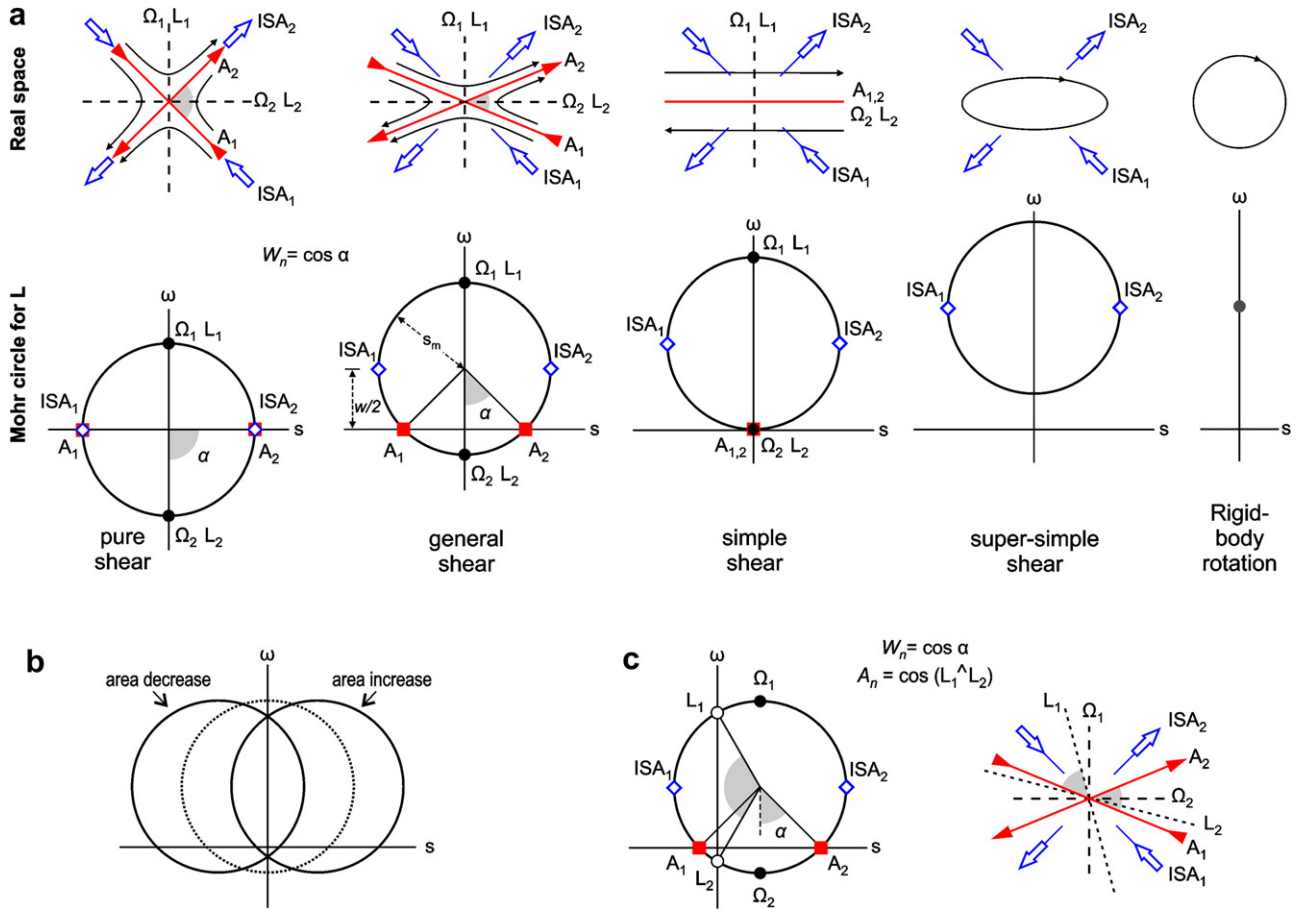 a
Real space
Ω1 L1
ISA2
A2
Ω2 L2
A1
ISA1
Ω1 L1
ISA2
A2
Ω2 L2
A1
ISA1
Ω1 L1
ISA2
A1,2
Ω2 L2
ISA1
ISA2
ISA1
Mohr circle for L
Wn = cos α
ω
Ω1 L1
ISA1
ISA2
s
A1
A2
α
Ω2 L2
pure
shear
ω
Ω1 L1
sm
ISA1
ISA2
w/2
α
s
A1
A2
Ω2 L2
general
shear
ω
Ω1 L1
ISA1
ISA2
s
A1,2
Ω2 L2
simple
shear
ω
ISA1
ISA2
s
super-simple
shear
ω
s
Rigid-
body
rotation
b
ω
area decrease
area increase
s
c
Wn = cos α
An = cos (L1^L2)
ω
Ω1
L1
ISA1
ISA2
α
s
A1
L2
A2
Ω2
L1
Ω1
ISA2
A2
Ω2
L2
A1
ISA1